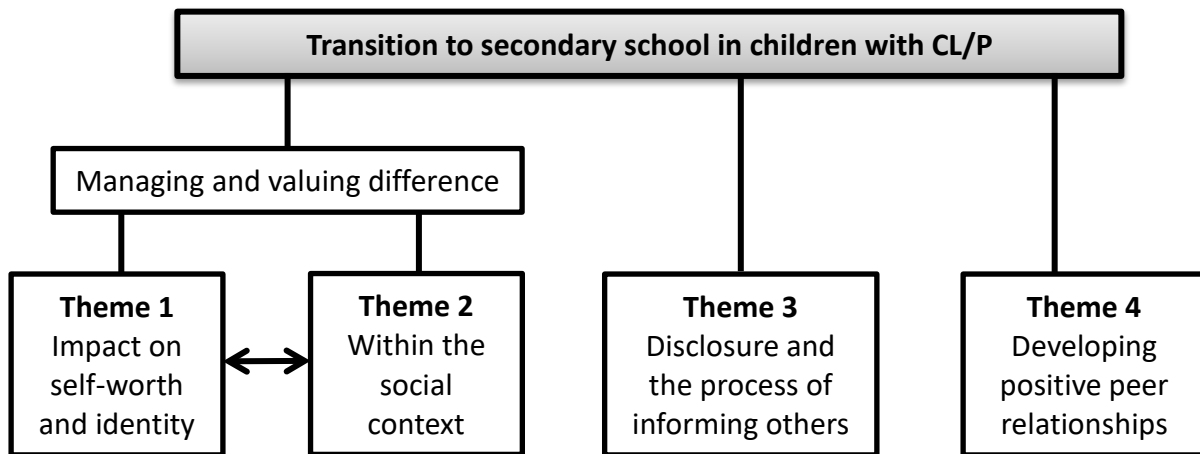 Transition to secondary school in children with CL/P
Managing and valuing difference
Theme 1
Impact on
self-worth
and identity
Theme 2
Within the
social
context
Theme 3
Disclosure and
the process of
informing others
Theme 4
Developing
positive peer
relationships